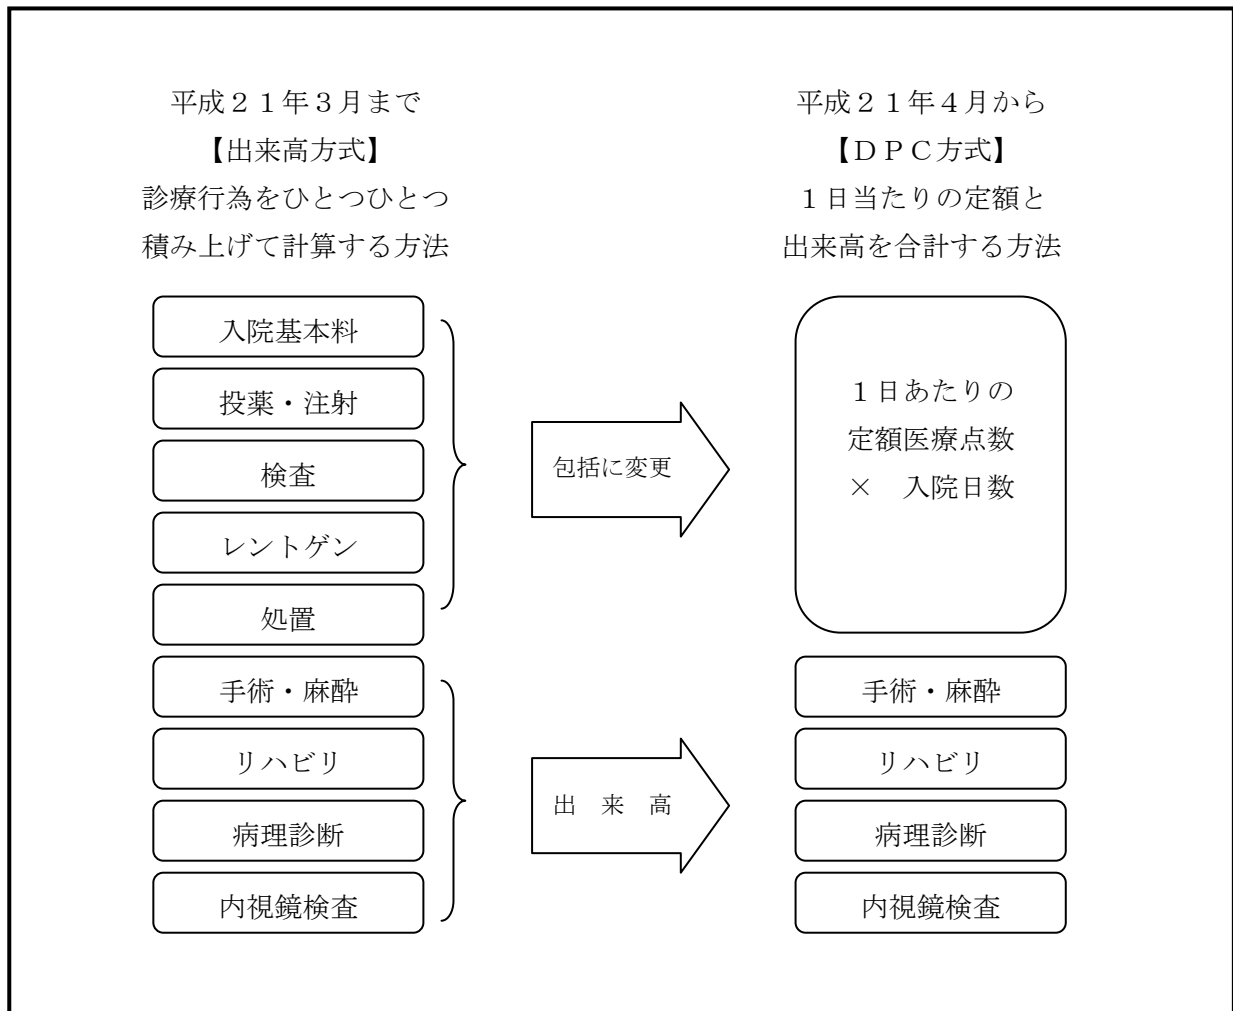 平成２１年３月まで
【出来高方式】
診療行為をひとつひとつ
積み上げて計算する方法
入院基本料
投薬・注射
検査
レントゲン
処置
手術・麻酔
リハビリ
病理診断
内視鏡検査
包括に変更
出　来　高
平成２１年４月から
【ＤＰＣ方式】
１日当たりの定額と
出来高を合計する方法
１日あたりの
定額医療点数
×　入院日数
手術・麻酔
リハビリ
病理診断
内視鏡検査